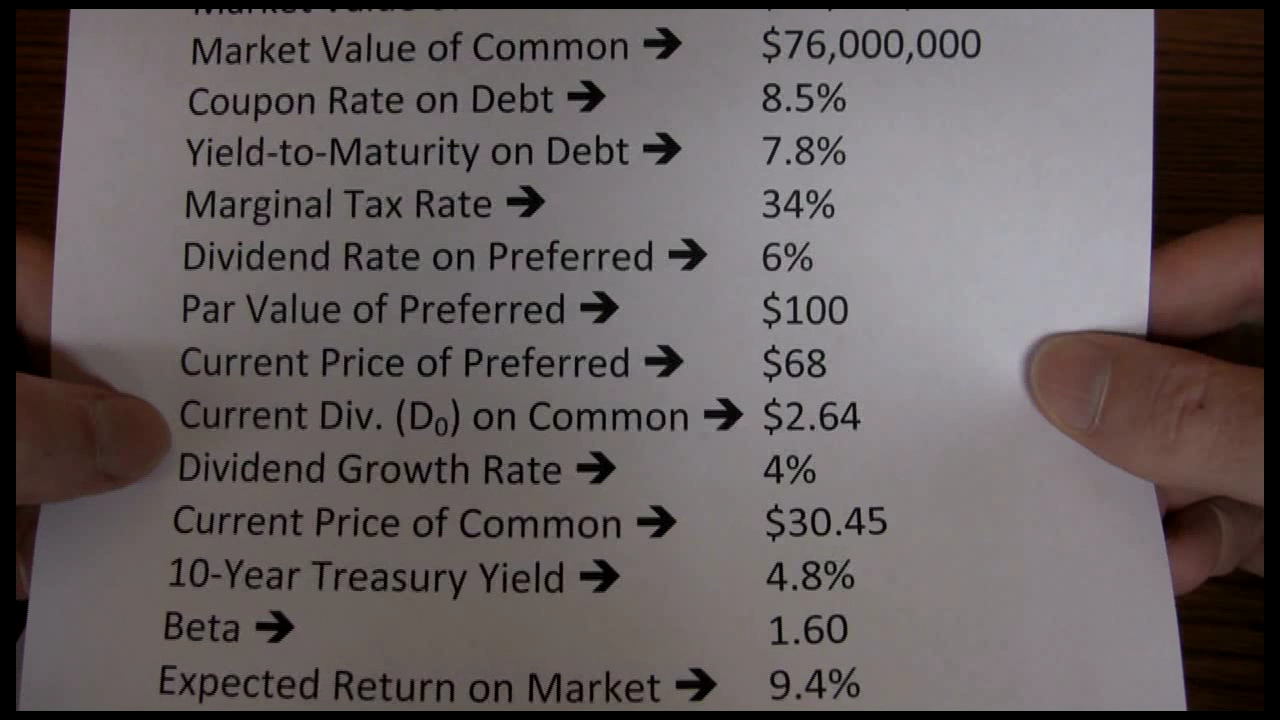 Market Value of Common → $76,000,000
Coupon Rate on Debt → 8.5%
Yield-to-Maturity on Debt → 7.8%
Marginal Tax Rate → 34%
Dividend Rate on Preferred → 6%
Par Value of Preferred → $100
Current Price of Preferred → $68
Current Div. (D₀) on Common → $2.64
Dividend Growth Rate → 4%
Current Price of Common → $30.45
10-Year Treasury Yield → 4.8%
Beta → 1.60
Expected Return on Market → 9.4%